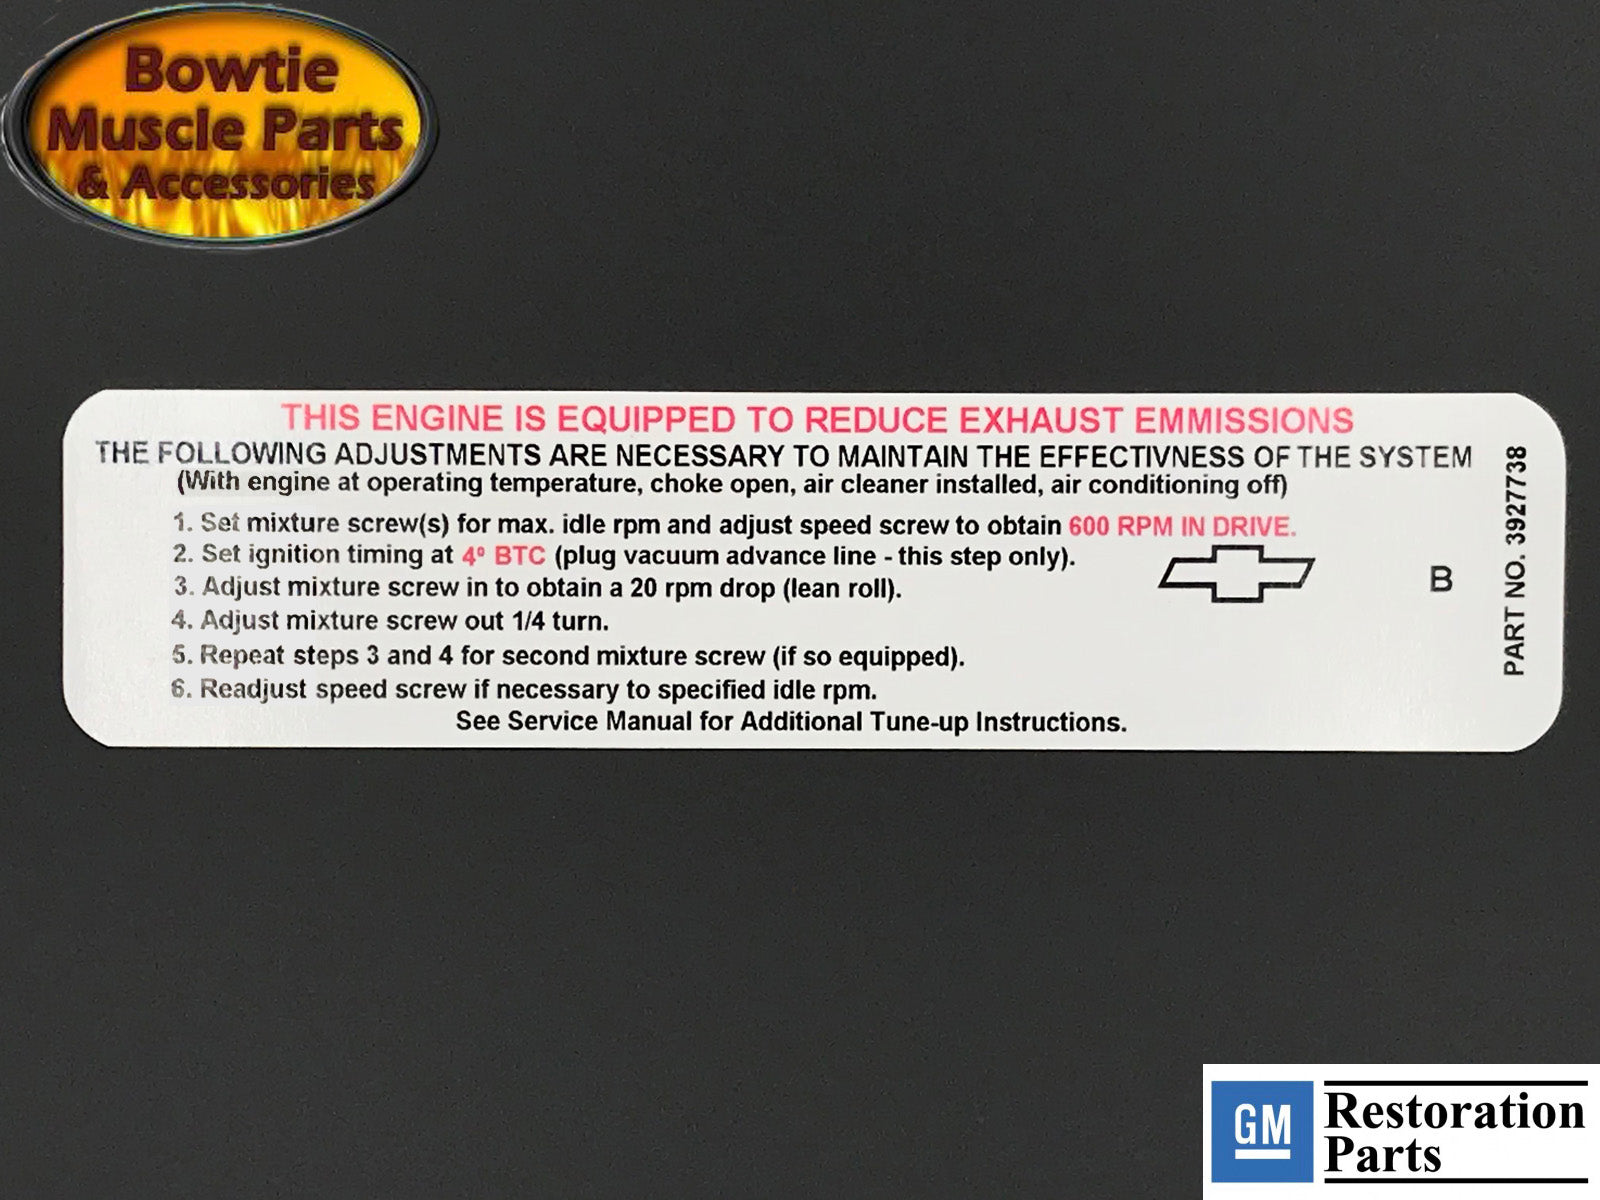 Bowtie
Muscle Parts
& Accessories
THIS ENGINE IS EQUIPPED TO REDUCE EXHAUST EMMISSIONS
THE FOLLOWING ADJUSTMENTS ARE NECESSARY TO MAINTAIN THE EFFECTIVNESS OF THE SYSTEM
(With engine at operating temperature, choke open, air cleaner installed, air conditioning off)
1. Set mixture screw(s) for max. idle rpm and adjust speed screw to obtain 600 RPM IN DRIVE.
2. Set ignition timing at 4º BTC (plug vacuum advance line - this step only).
3. Adjust mixture screw in to obtain a 20 rpm drop (lean roll).
4. Adjust mixture screw out 1/4 turn.
5. Repeat steps 3 and 4 for second mixture screw (if so equipped).
6. Readjust speed screw if necessary to specified idle rpm.
See Service Manual for Additional Tune-up Instructions.
B
PART NO. 3927738
GM
Restoration
Parts